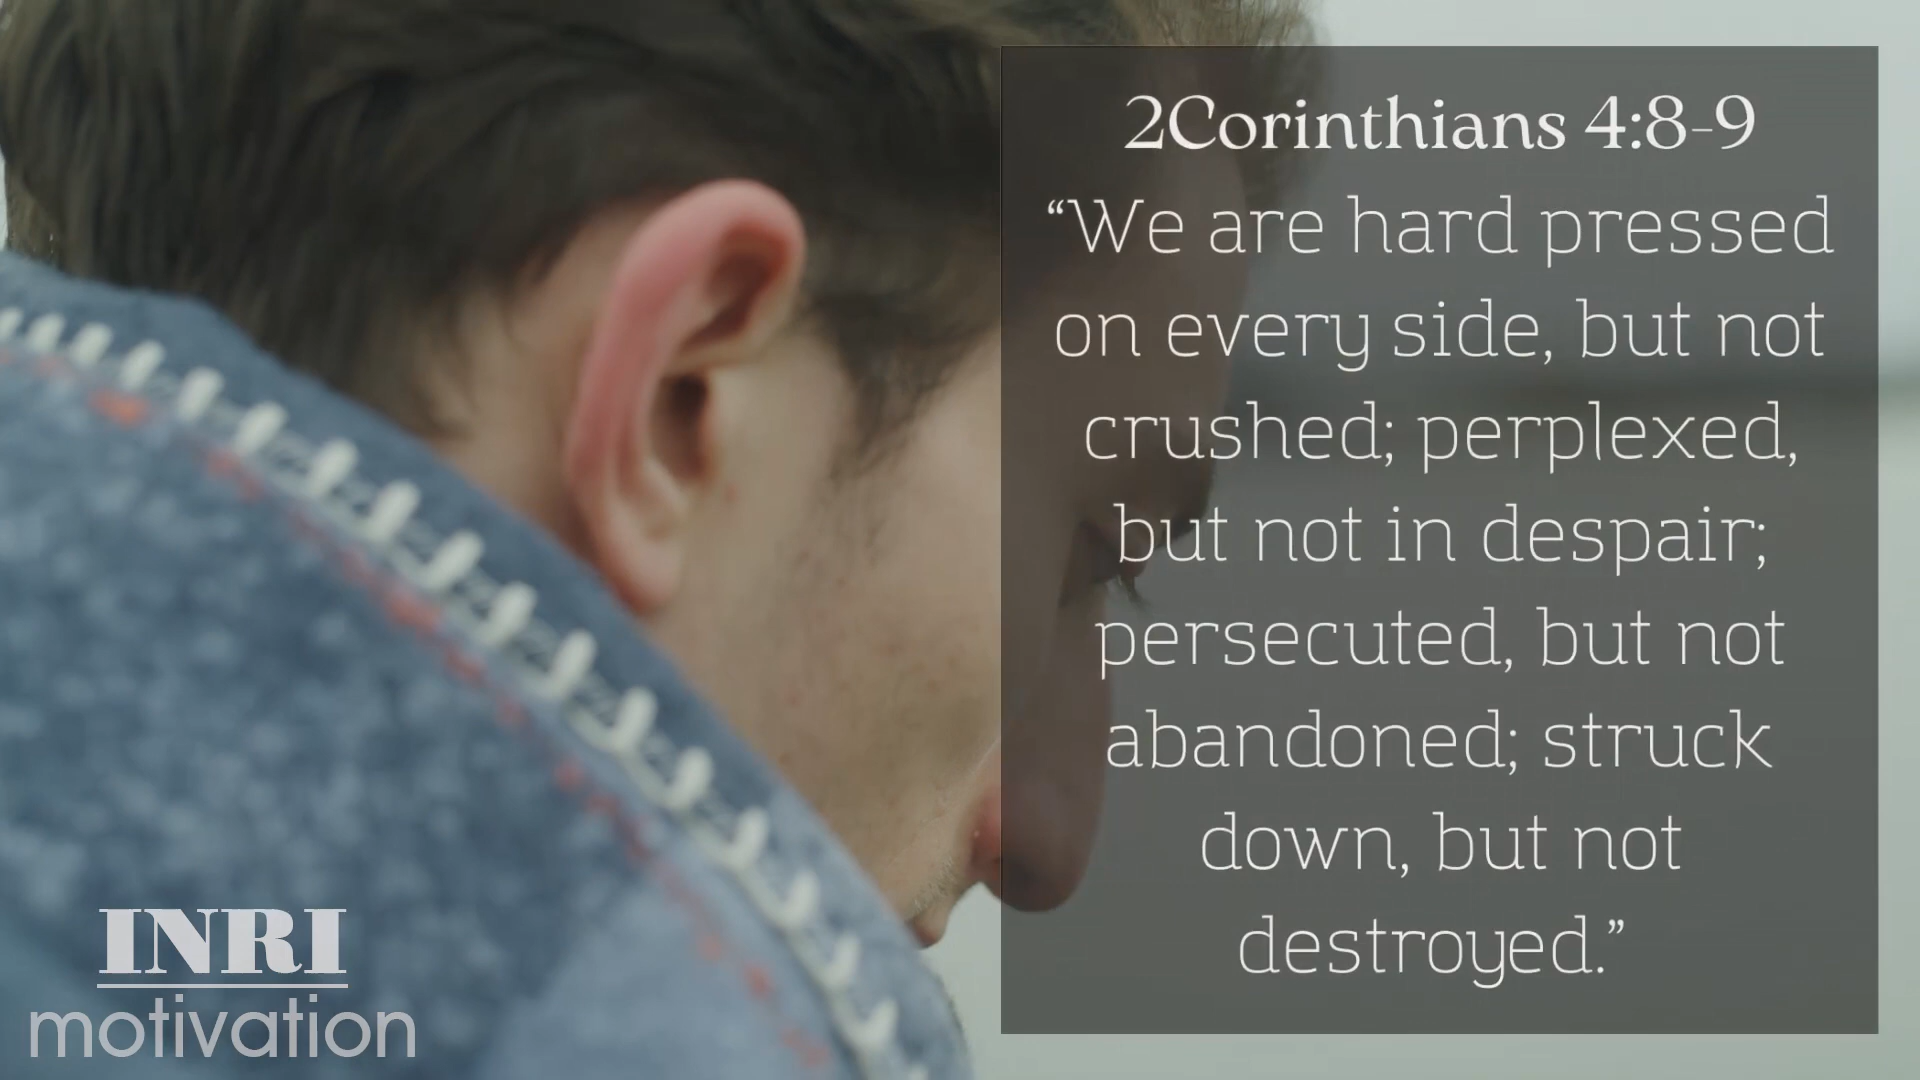 2Corinthians 4:8-9
“We are hard pressed
on every side, but not
crushed; perplexed,
but not in despair;
persecuted, but not
abandoned; struck
down, but not
destroyed.”
INRI
motivation